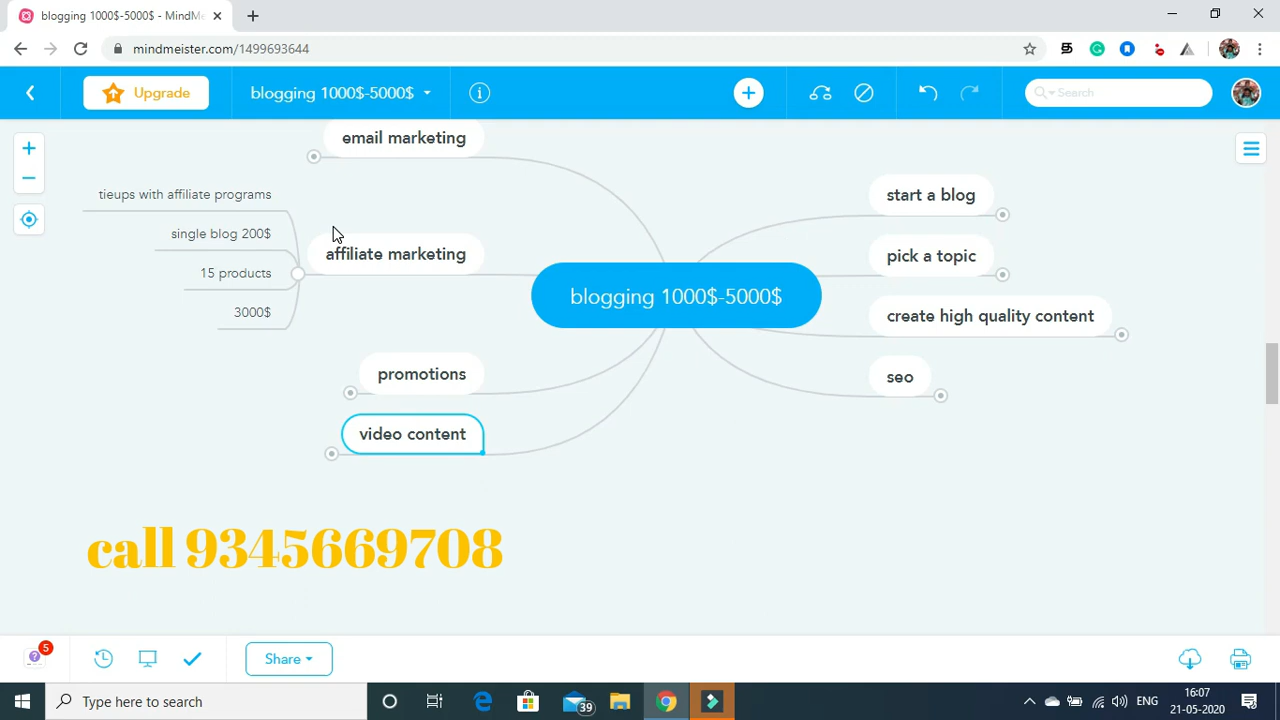 blogging 1000$-5000$ - MindMe
mindmeister.com/1499693644
Upgrade
blogging 1000$-5000$
Search
email marketing
tieups with affiliate programs
single blog 200$
affiliate marketing
15 products
3000$
promotions
video content
blogging 1000$-5000$
start a blog
pick a topic
create high quality content
seo
call 9345669708
5
Share
Type here to search
39
ENG
16:07
21-05-2020